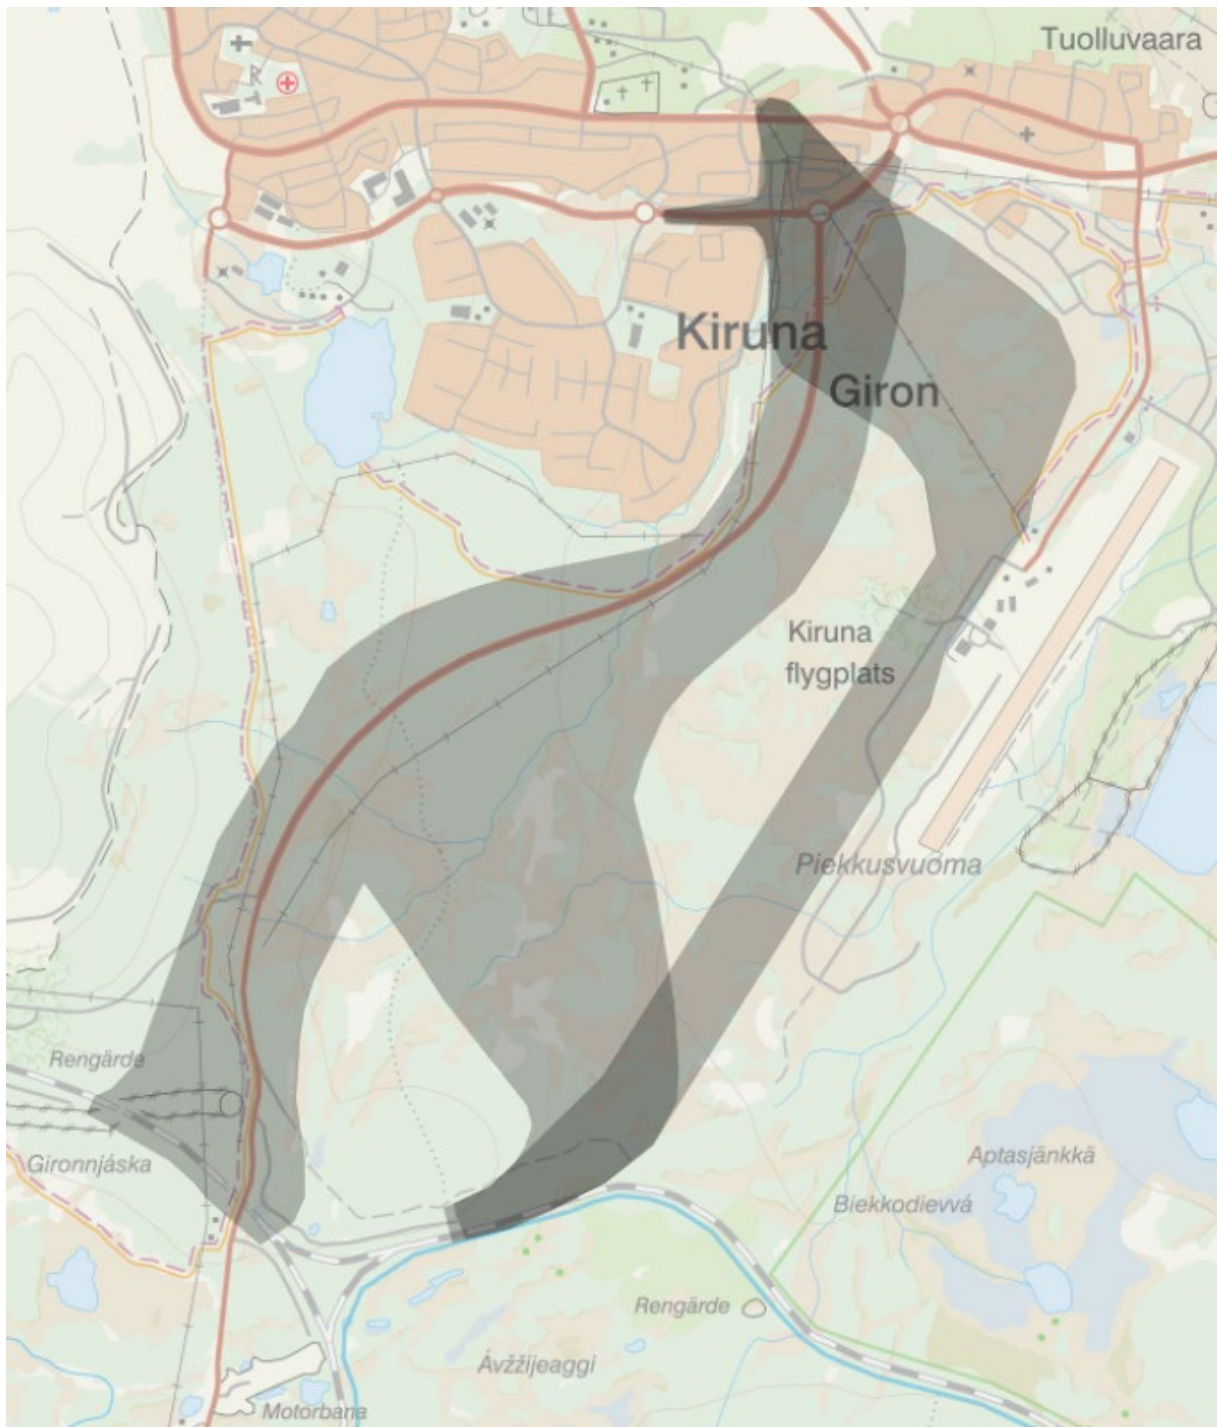 Tuolluvaara
Kiruna
Giron
Kiruna
flygplats
Piekkusvuoma
Rengärde
Gironnjáska
Aptasjänkkä
Biekkodievvá
Rengärde
Ávžžijeaggi
Motorbana